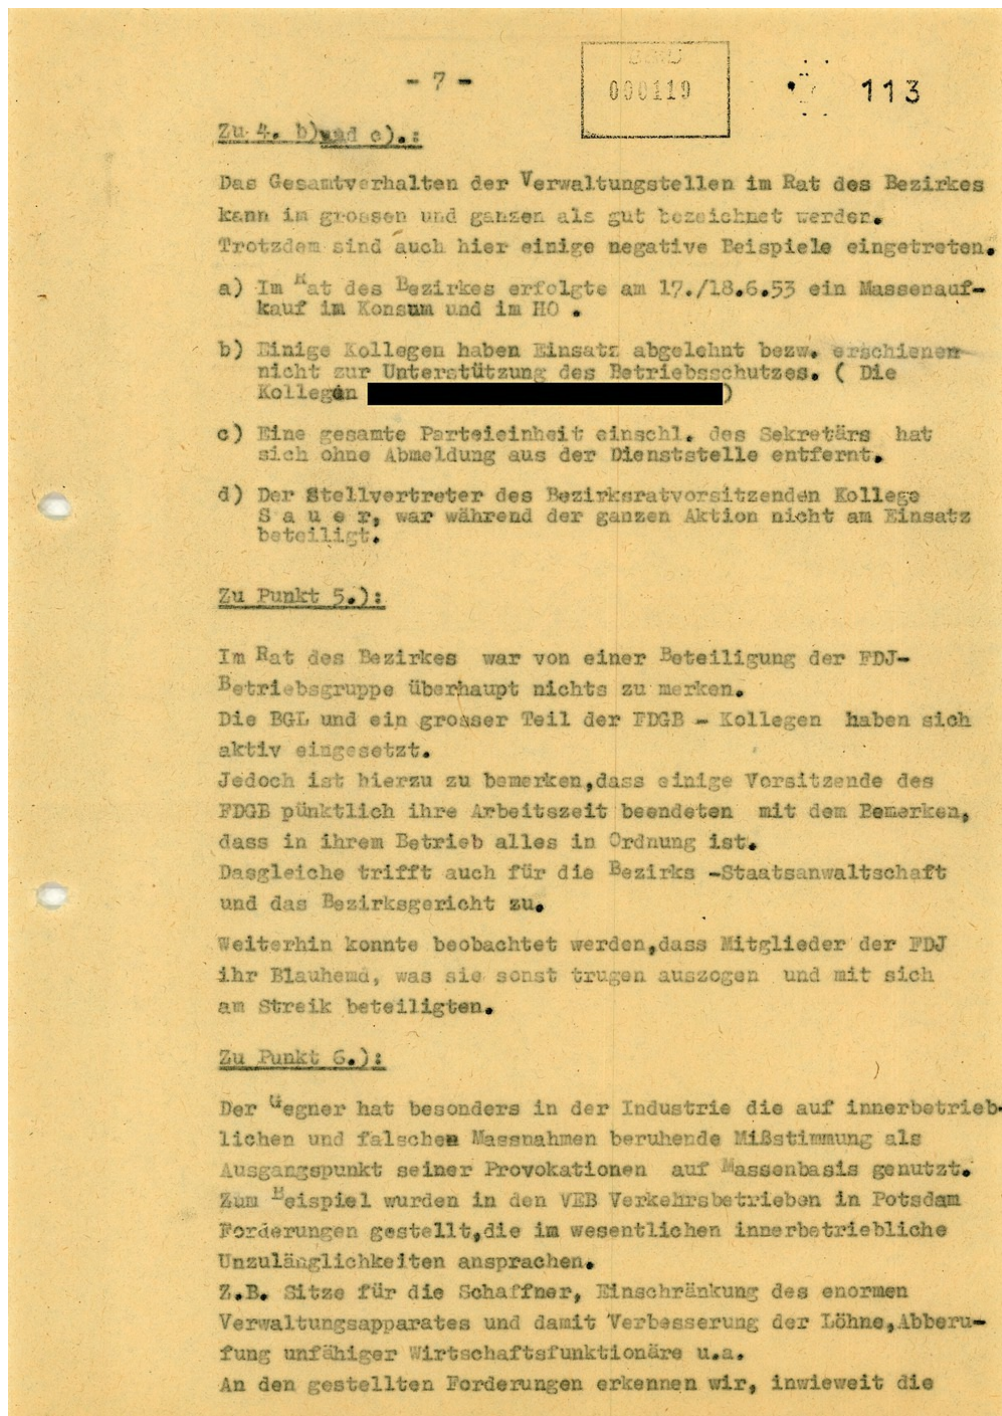 - 7 -
BStU
000119
113
Zu 4. b)und c).:
Das Gesamtverhalten der Verwaltungstellen im Rat des Bezirkes
kann im grossen und ganzen als gut bezeichnet werden.
Trotzdem sind auch hier einige negative Beispiele eingetreten.
a) Im Rat des Bezirkes erfolgte am 17./18.6.53 ein Massenauf-
kauf im Konsum und im HO .
b) Einige Kollegen haben Einsatz abgelehnt bezw. erschienen
nicht zur Unterstützung des Betriebsschutzes. ( Die
Kollegen )
c) Eine gesamte Parteieinheit einschl. des Sekretärs hat
sich ohne Abmeldung aus der Dienststelle entfernt.
d) Der Stellvertreter des Bezirksratvorsitzenden Kollege
S a u e r, war während der ganzen Aktion nicht am Einsatz
beteiligt.
Zu Punkt 5.):
Im Rat des Bezirkes war von einer Beteiligung der FDJ-
Betriebsgruppe überhaupt nichts zu merken.
Die BGL und ein grosser Teil der FDGB - Kollegen haben sich
aktiv eingesetzt.
Jedoch ist hierzu zu bemerken,dass einige Vorsitzende des
FDGB pünktlich ihre Arbeitszeit beendeten mit dem Bemerken,
dass in ihrem Betrieb alles in Ordnung ist.
Dasgleiche trifft auch für die Bezirks -Staatsanwaltschaft
und das Bezirksgericht zu.
Weiterhin konnte beobachtet werden,dass Mitglieder der FDJ
ihr Blauhemd, was sie sonst trugen auszogen und mit sich
am Streik beteiligten.
Zu Punkt 6.):
Der Gegner hat besonders in der Industrie die auf innerbetrieb-
lichen und falschen Massnahmen beruhende Mißstimmung als
Ausgangspunkt seiner Provokationen auf Massenbasis genutzt.
Zum Beispiel wurden in den VEB Verkehrsbetrieben in Potsdam
Forderungen gestellt,die im wesentlichen innerbetriebliche
Unzulänglichkeiten ansprachen.
Z.B. Sitze für die Schaffner, Einschränkung des enormen
Verwaltungsapparates und damit Verbesserung der Löhne,Abberu-
fung unfähiger Wirtschaftsfunktionäre u.a.
An den gestellten Forderungen erkennen wir, inwieweit die